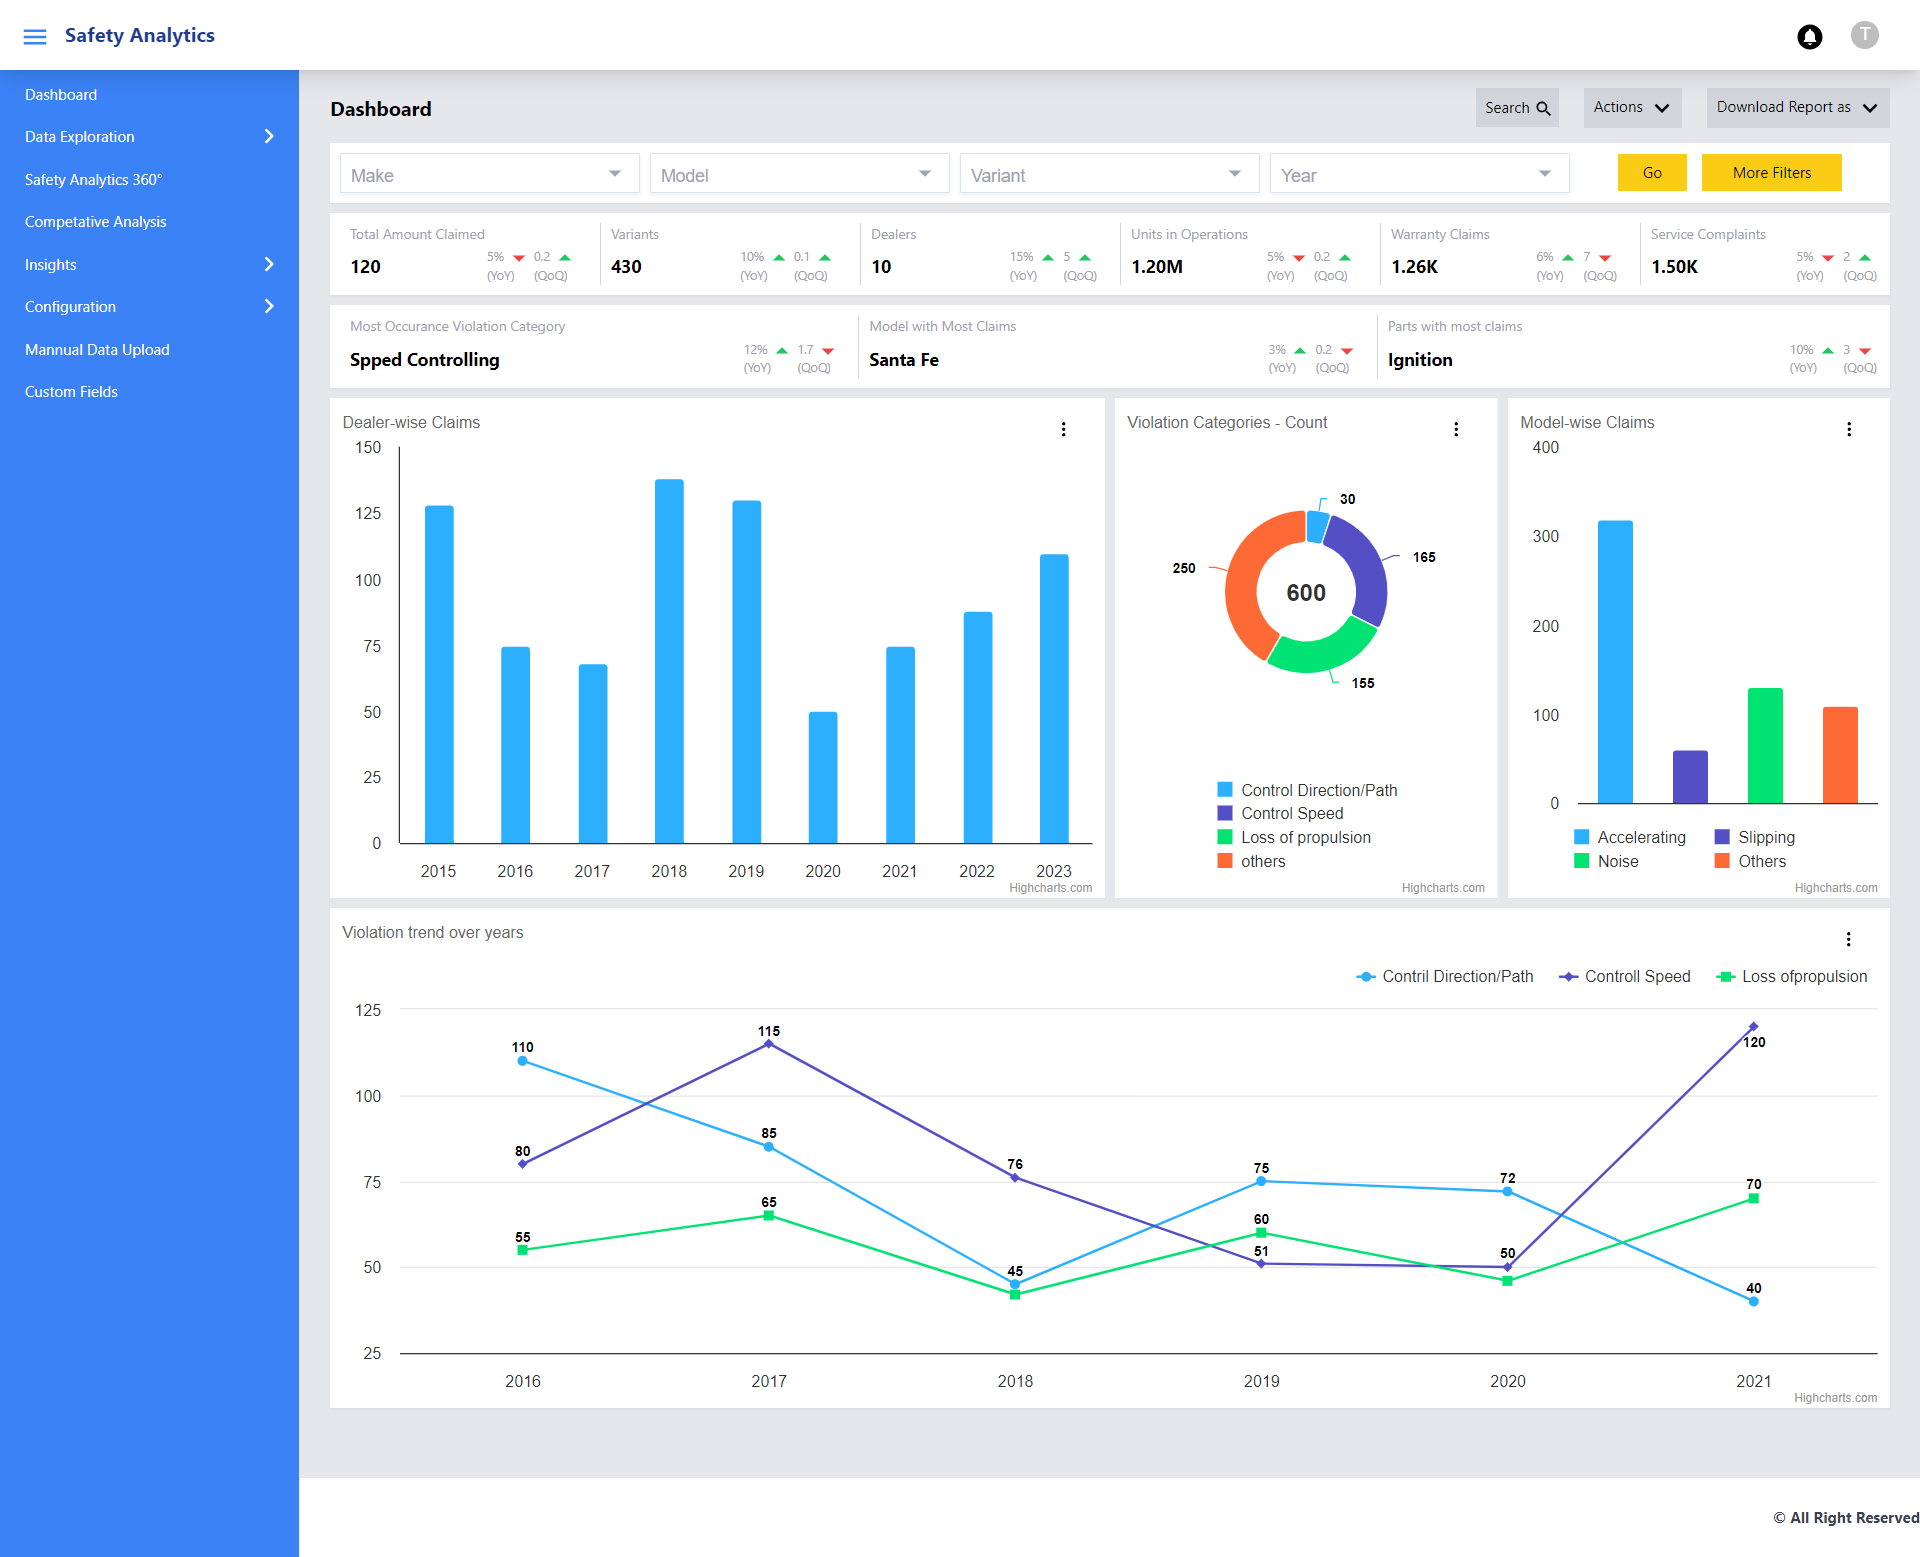 Safety Analytics
T
Dashboard
Data Exploration
Safety Analytics 360°
Competative Analysis
Insights
Configuration
Mannual Data Upload
Custom Fields
Dashboard
Search
Actions
Download Report as
Make
Model
Variant
Year
Go
More Filters
Total Amount Claimed
120
5% 0.2
(YoY) (QoQ)
Variants
430
10% 0.1
(YoY) (QoQ)
Dealers
10
15% 5
(YoY) (QoQ)
Units in Operations
1.20M
5% 0.2
(YoY) (QoQ)
Warranty Claims
1.26K
6% 7
(YoY) (QoQ)
Service Complaints
1.50K
5% 2
(YoY) (QoQ)
Most Occurance Violation Category
Spped Controlling
12% 1.7
(YoY) (QoQ)
Model with Most Claims
Santa Fe
3% 0.2
(YoY) (QoQ)
Parts with most claims
Ignition
10% 3
(YoY) (QoQ)
Dealer-wise Claims
150
125
100
75
50
25
0
2015 2016 2017 2018 2019 2020 2021 2022 2023
Highcharts.com
Violation Categories - Count
30
165
250
600
155
Control Direction/Path
Control Speed
Loss of propulsion
others
Highcharts.com
Model-wise Claims
400
300
200
100
0
Accelerating Slipping
Noise Others
Highcharts.com
Violation trend over years
Contril Direction/Path Controll Speed Loss ofpropulsion
125
100
75
50
25
110
80
55
115
85
65
76
45
75
60
51
72
50
120
70
40
2016 2017 2018 2019 2020 2021
Highcharts.com
© All Right Reserved